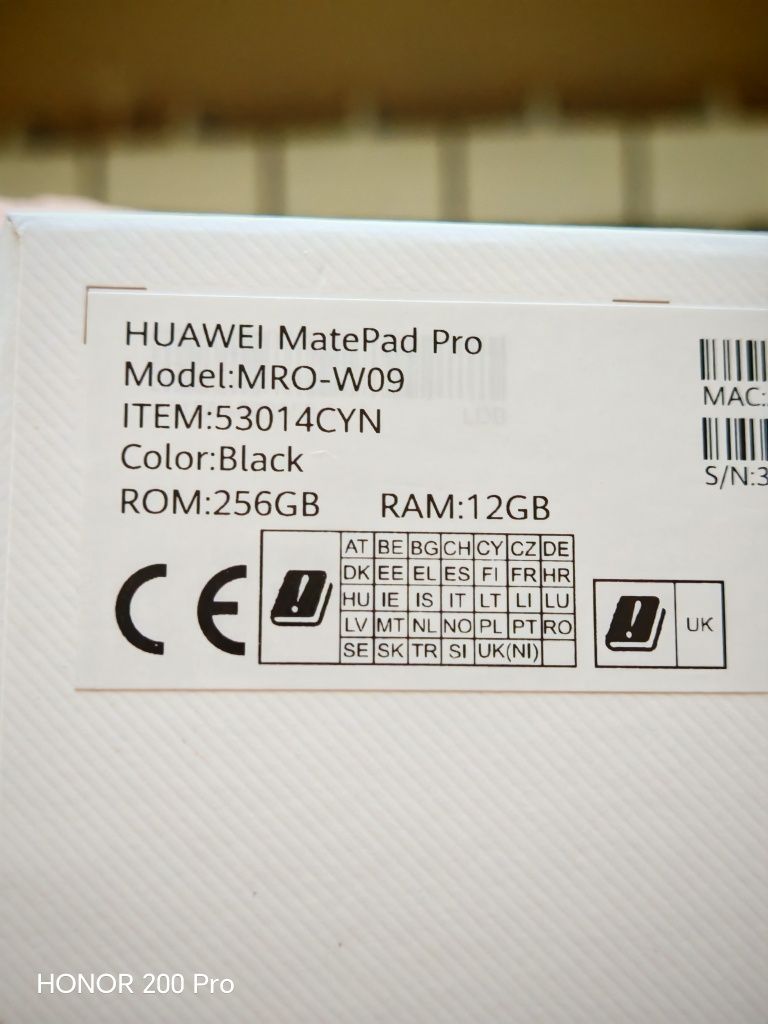 HUAWEI MatePad Pro
Model:MRO-W09
ITEM:53014CYN
Color:Black
ROM:256GB RAM:12GB
MAC:
S/N:3
CE
AT BE BG CH CY CZ DE
DK EE EL ES FI FR HR
HU IE IS IT LT LI LU
LV MT NL NO PL PT RO
SE SK TR SI UK(NI)
UK
HONOR 200 Pro